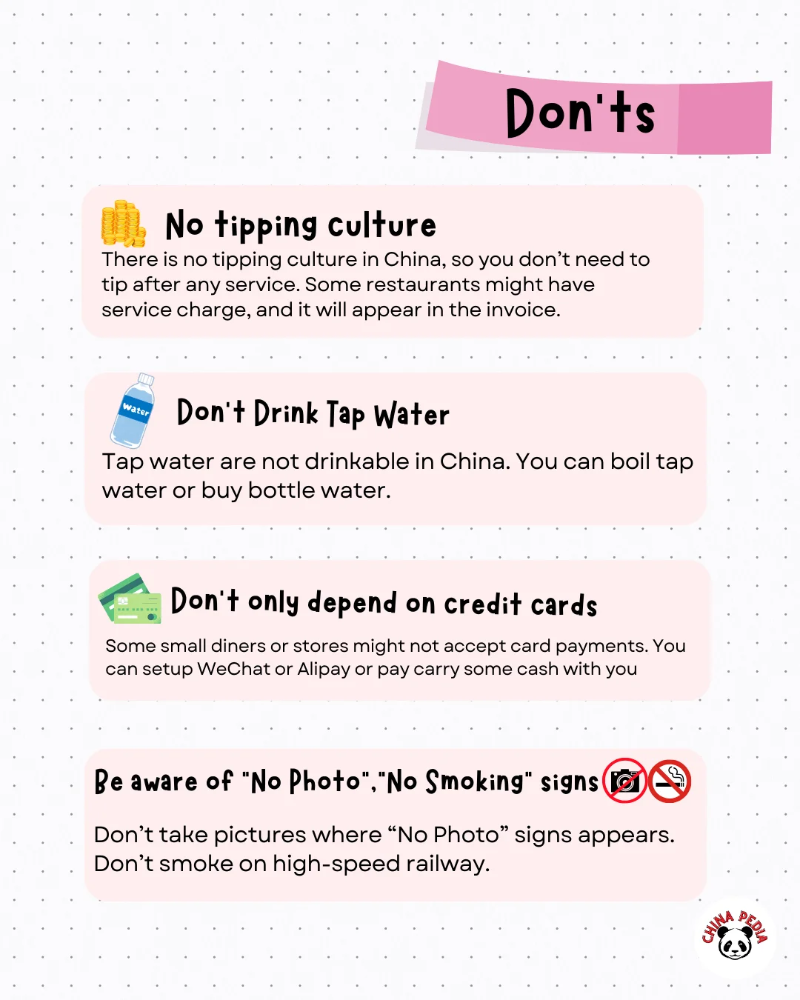 Don'ts
No tipping culture
There is no tipping culture in China, so you don’t need to
tip after any service. Some restaurants might have
service charge, and it will appear in the invoice.
Water
Don't Drink Tap Water
Tap water are not drinkable in China. You can boil tap
water or buy bottle water.
Don't only depend on credit cards
Some small diners or stores might not accept card payments. You
can setup WeChat or Alipay or pay carry some cash with you
Be aware of "No Photo","No Smoking" signs
Don’t take pictures where “No Photo” signs appears.
Don’t smoke on high-speed railway.
CHINA PEDIA